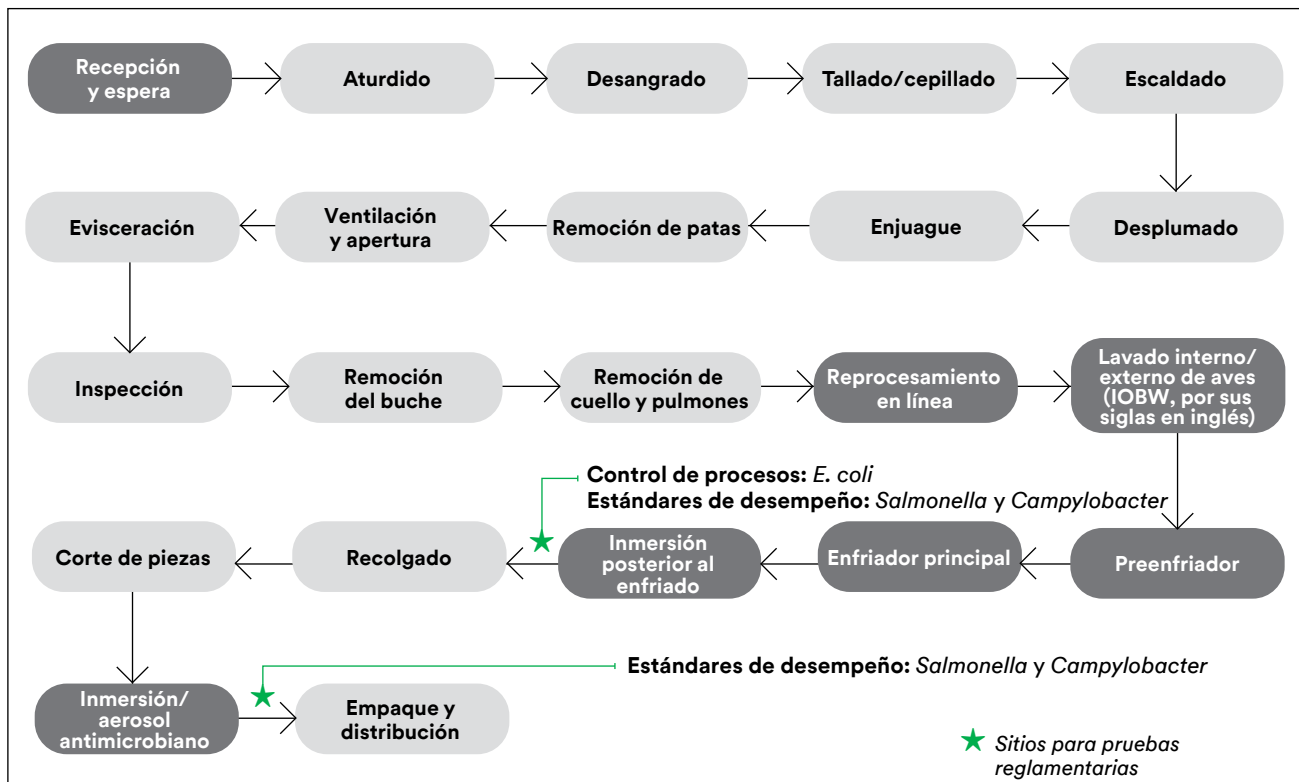 Recepción
y espera
Aturdido
Desangrado
Tallado/cepillado
Escaldado
Evisceración
Ventilación
y apertura
Remoción de patas
Enjuague
Desplumado
Inspección
Remoción
del buche
Remoción de
cuello y pulmones
Reprocesamiento
en línea
Lavado interno/
externo de aves
(IOBW, por sus
siglas en inglés)
Control de procesos: E. coli
Estándares de desempeño: Salmonella y Campylobacter
Corte de piezas
Recolgado
Inmersión
posterior al
enfriado
Enfriador principal
Preenfriador
Estándares de desempeño: Salmonella y Campylobacter
Inmersión/
aerosol
antimicrobiano
Empaque y
distribución
Sitios para pruebas
reglamentarias